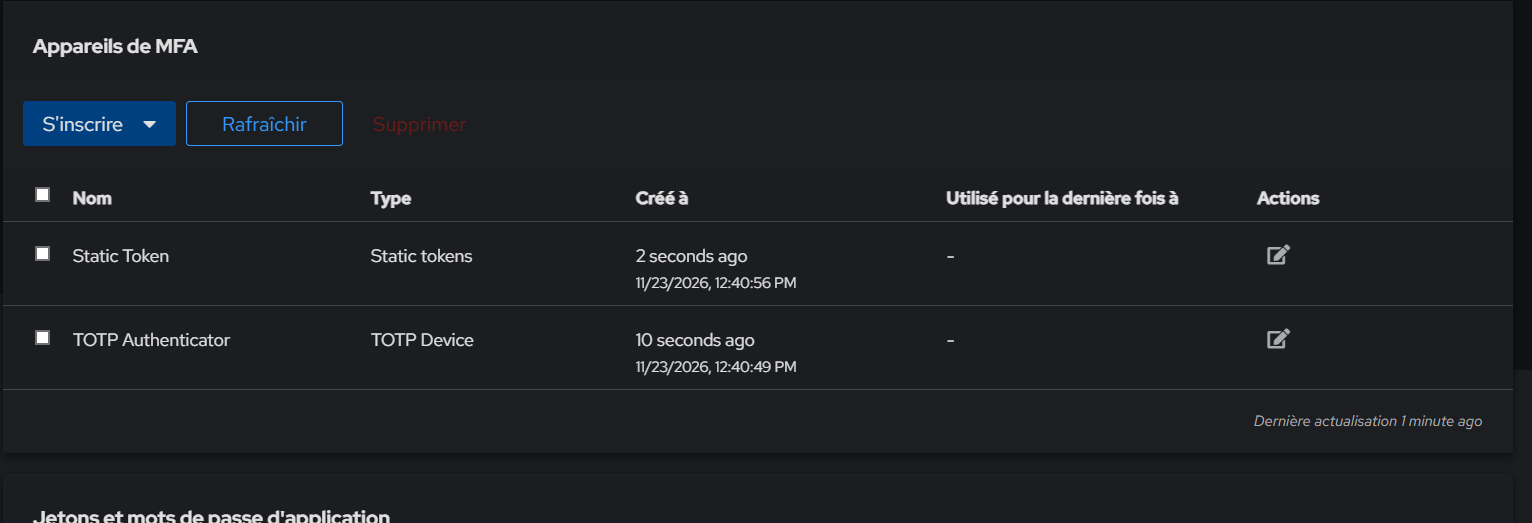 Appareils de MFA
S'inscrire Rafraîchir Supprimer
Nom Type Créé à Utilisé pour la dernière fois à Actions
Static Token Static tokens 2 seconds ago -
11/23/2026, 12:40:56 PM
TOTP Authenticator TOTP Device 10 seconds ago -
11/23/2026, 12:40:49 PM
Dernière actualisation 1 minute ago
Jetons et mots de passe d'application